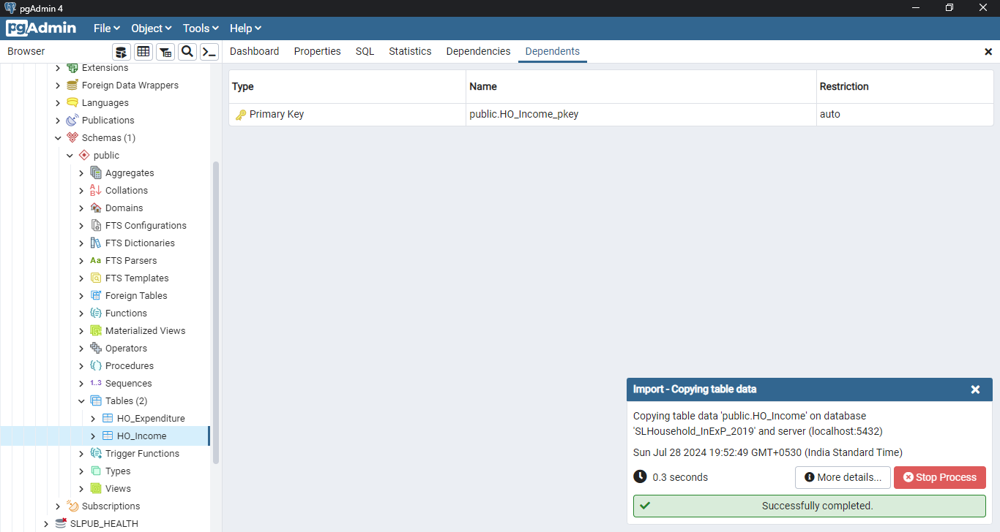 pgAdmin 4
pgAdmin File Object Tools Help
Browser
Dashboard Properties SQL Statistics Dependencies Dependents
Extensions
Foreign Data Wrappers
Languages
Publications
Schemas (1)
public
Aggregates
Collations
Domains
FTS Configurations
FTS Dictionaries
Aa FTS Parsers
FTS Templates
Foreign Tables
Functions
Materialized Views
Operators
Procedures
1..3 Sequences
Tables (2)
HO_Expenditure
HO_Income
Trigger Functions
Types
Views
Subscriptions
SLPUB_HEALTH
Type Name Restriction
Primary Key public.HO_Income_pkey auto
Import - Copying table data
Copying table data 'public.HO_Income' on database
'SLHousehold_InExP_2019' and server (localhost:5432)
Sun Jul 28 2024 19:52:49 GMT+0530 (India Standard Time)
0.3 seconds More details... Stop Process
Successfully completed.